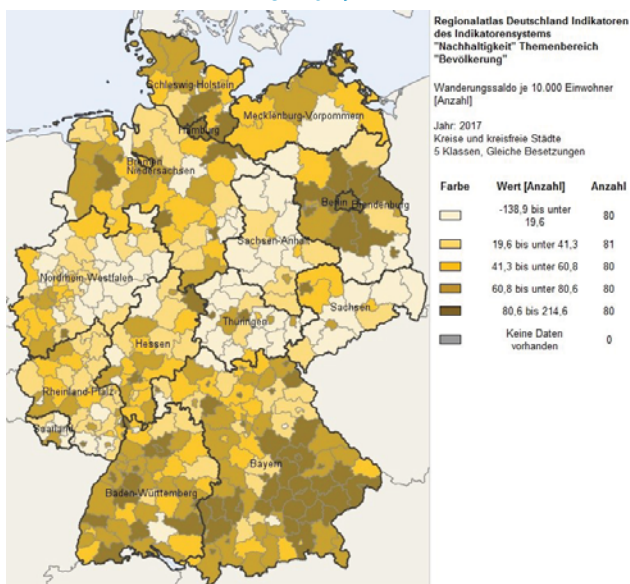 Regionalatlas Deutschland Indikatoren
des Indikatorensystems
"Nachhaltigkeit" Themenbereich
"Bevölkerung"
Wanderungssaldo je 10.000 Einwohner
[Anzahl]
Jahr: 2017
Kreise und kreisfreie Städte
5 Klassen, Gleiche Besetzungen
Farbe Wert [Anzahl] Anzahl
-138,9 bis unter
19,6 80
19,6 bis unter 41,3 81
41,3 bis unter 60,8 80
60,8 bis unter 80,6 80
80,6 bis 214,6 80
Keine Daten
vorhanden 0
Schleswig-Holstein
Mecklenburg-Vorpommern
Hamburg
Bremen
Niedersachsen
Berlin Brandenburg
Sachsen-Anhalt
Nordrhein-Westfalen
Sachsen
Thüringen
Hessen
Rheinland-Pfalz
Saarland
Bayern
Baden-Württemberg